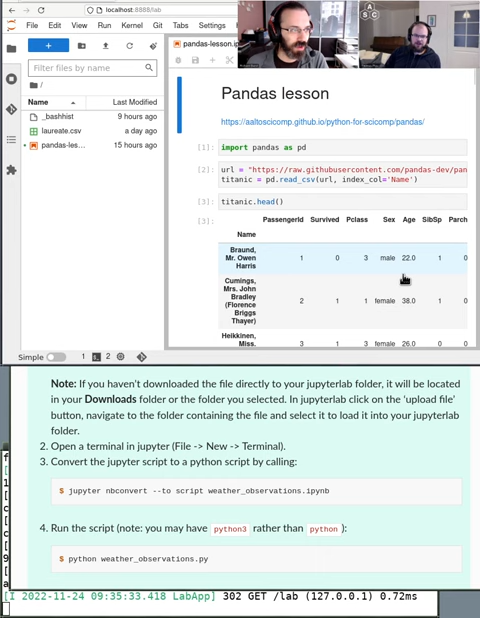 localhost:8888/lab
File Edit View Run Kernel Git Tabs Settings
pandas-lesson.ip
Filter files by name
/
Name Last Modified
_bashhist 9 hours ago
laureate.csv a day ago
pandas-les... 15 hours ago
A
S C
Pandas lesson
https://aaltoscicomp.github.io/python-for-scicomp/pandas/
[1]: import pandas as pd
[2]: url = "https://raw.githubusercontent.com/pandas-dev/pan
titanic = pd.read_csv(url, index_col='Name')
[3]: titanic.head()
[3]: PassengerId Survived Pclass Sex Age SibSp Parch
Name
Braund,
Mr. Owen
Harris
1 0 3 male 22.0 1 0
Cumings,
Mrs. John
Bradley
(Florence
Briggs
Thayer)
2 1 1 female 38.0 1 0
Heikkinen,
Miss.
3 1 3 female 26.0 0 0
Simple 1 2
Note: If you haven't downloaded the file directly to your jupyterlab folder, it will be located
in your Downloads folder or the folder you selected. In jupyterlab click on the 'upload file'
button, navigate to the folder containing the file and select it to load it into your jupyterlab
folder.
2. Open a terminal in jupyter (File -> New -> Terminal).
3. Convert the jupyter script to a python script by calling:
$ jupyter nbconvert --to script weather_observations.ipynb
4. Run the script (note: you may have python3 rather than python ):
$ python weather_observations.py
[I 2022-11-24 09:35:33.418 LabApp] 302 GET /lab (127.0.0.1) 0.72ms